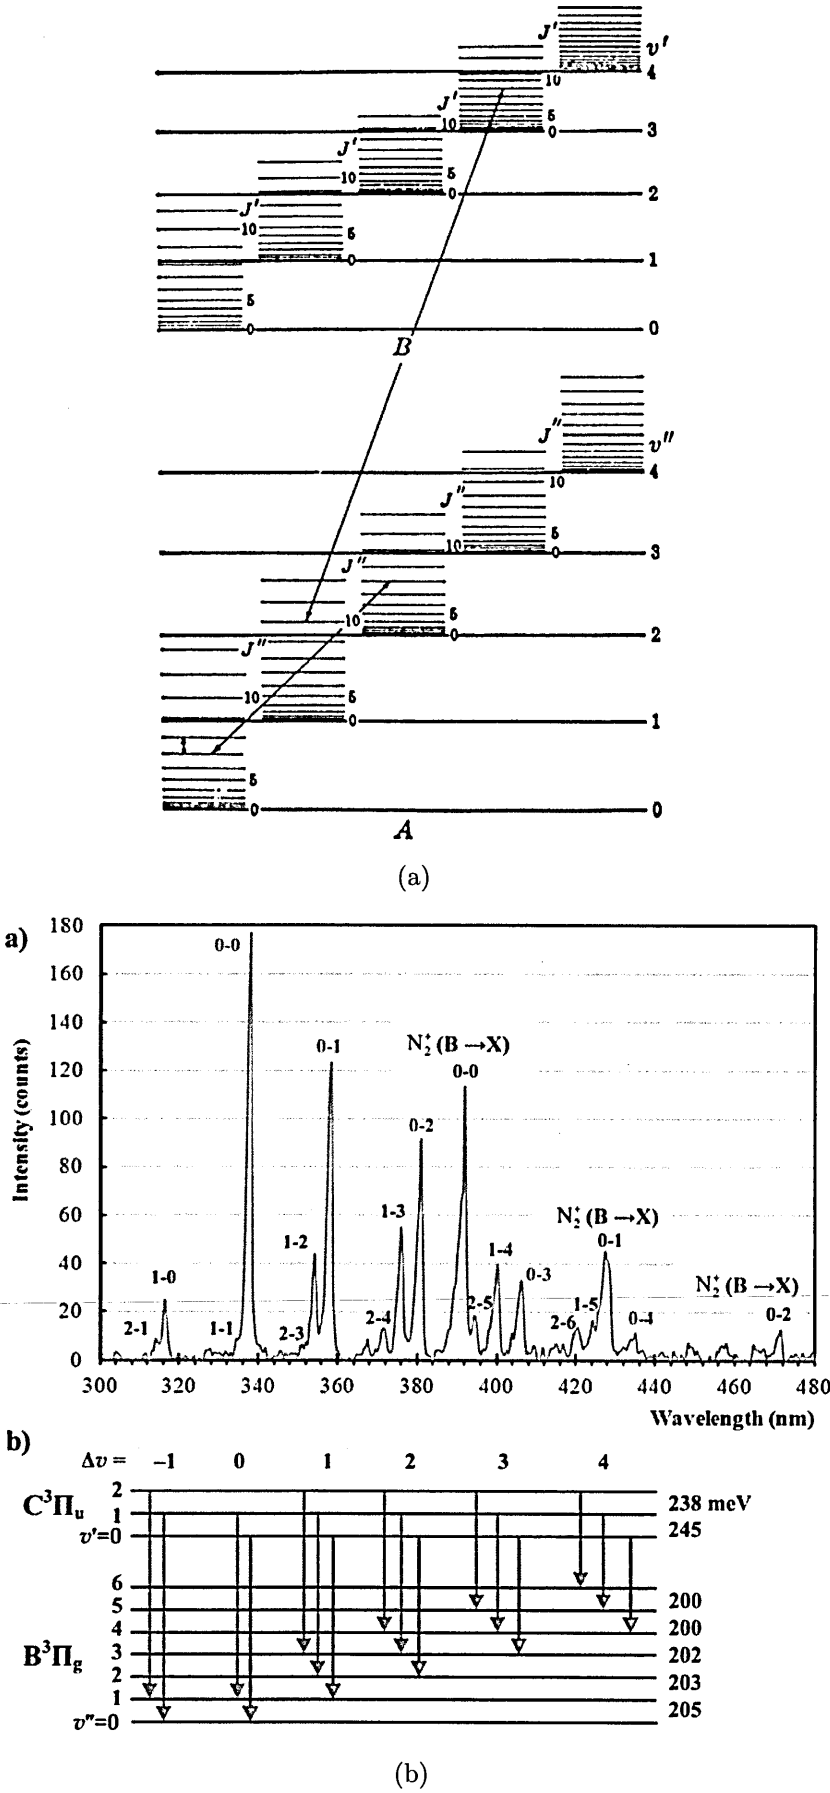 J' v'
4
J' 10
5
10 0 3
J'
5
10 0 2
J'
10 5
0 1
5
0 0
B
J'' v''
4
J'' 10
5
10 0 3
J''
10 5
0 2
J''
10 5
0 1
5
0 0
A
(a)
a)
Intensity (counts)
180
160
140
120
100
80
60
40
20
0
0-0
0-1
N₂⁺ (B →X)
0-0
0-2
1-3
1-2
N₂⁺ (B →X)
0-1
1-4
0-3
N₂⁺ (B →X)
0-2
1-0
2-1
1-1
2-3
2-4
2-5
2-6
1-5
0-4
300 320 340 360 380 400 420 440 460 480
Wavelength (nm)
b)
Δv = –1 0 1 2 3 4
C³Πᵤ
2
1
v'=0
238 meV
245
B³Π_g
6
5
4
3
2
1
v''=0
200
200
202
203
205
(b)